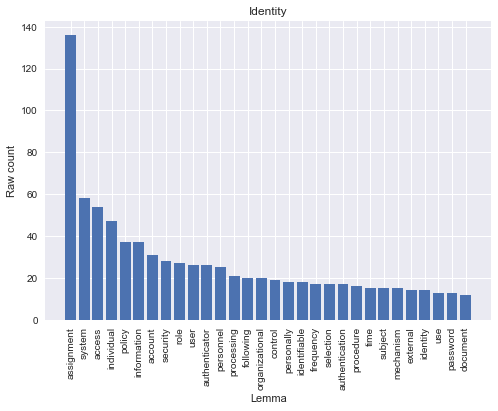 Identity
Raw count
140
120
100
80
60
40
20
0
assignment
system
access
individual
policy
information
account
security
role
user
authenticator
personnel
processing
following
organizational
control
personally
identifiable
frequency
selection
authentication
procedure
time
subject
mechanism
external
identity
use
password
document
Lemma